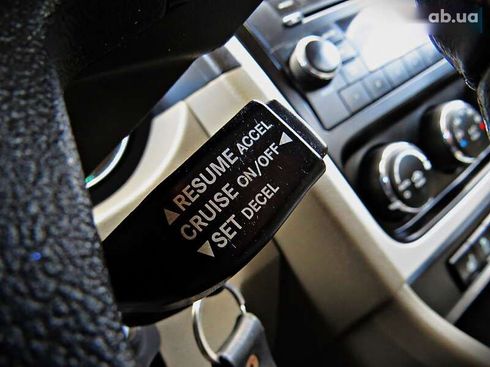 ab.ua
▲RESUME ACCEL
CRUISE ON/OFF◄
▼SET DECEL